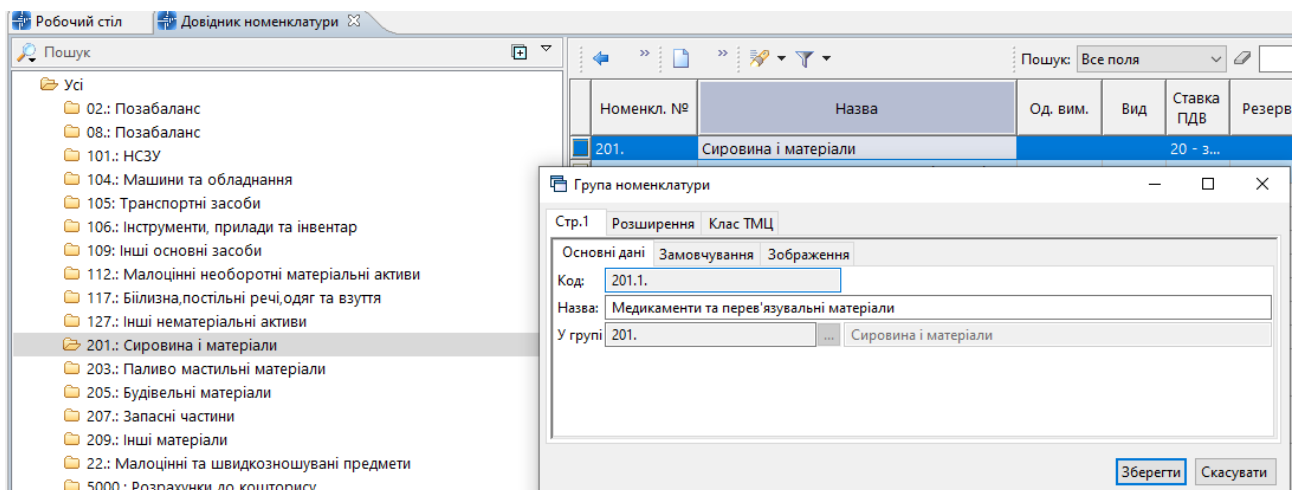 Робочий стіл
Довідник номенклатури
Пошук
Усі
02.: Позабаланс
08.: Позабаланс
101.: НСЗУ
104.: Машини та обладнання
105: Транспортні засоби
106.: Інструменти, прилади та інвентар
109: Інші основні засоби
112.: Малоцінні необоротні матеріальні активи
117.: Біілизна,постільні речі,одяг та взуття
127.: Інші нематеріальні активи
201.: Сировина і матеріали
203.: Паливо мастильні матеріали
205.: Будівельні матеріали
207.: Запасні частини
209.: Інші матеріали
22.: Малоцінні та швидкозношувані предмети
5000.: Розрахунки до кошторису
Пошук: Все поля
Номенкл. № Назва Од. вим. Вид Ставка ПДВ Резерв
201. Сировина і матеріали 20 - з...
Група номенклатури
Стр.1 Розширення Клас ТМЦ
Основні дані Замовчування Зображення
Код: 201.1.
Назва: Медикаменти та перев'язувальні матеріали
У групі 201. ... Сировина і матеріали
Зберегти Скасувати